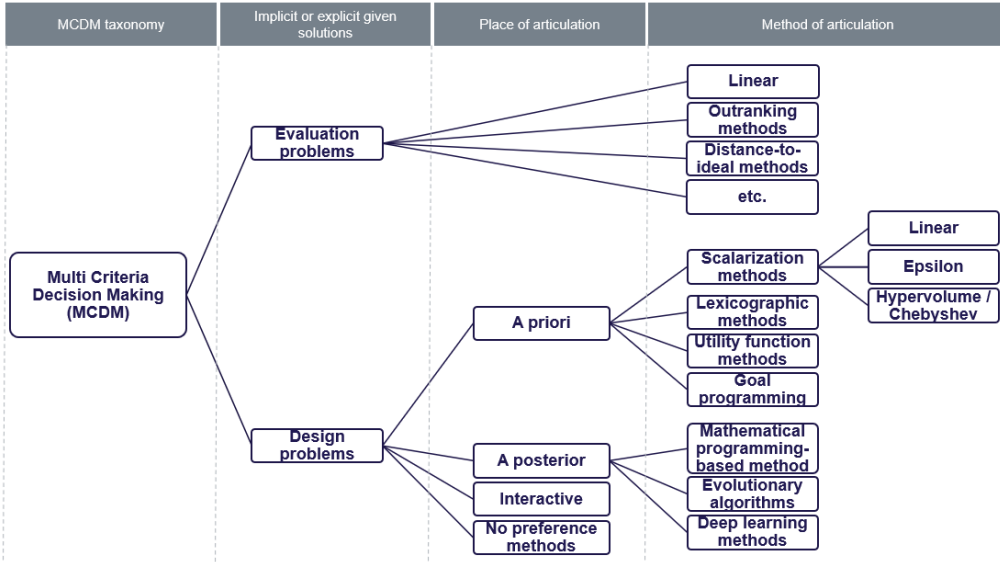 MCDM taxonomy
Implicit or explicit given
solutions
Place of articulation
Method of articulation
Multi Criteria
Decision Making
(MCDM)
Evaluation
problems
Linear
Outranking
methods
Distance-to-
ideal methods
etc.
Design
problems
A priori
Scalarization
methods
Linear
Epsilon
Hypervolume /
Chebyshev
Lexicographic
methods
Utility function
methods
Goal
programming
A posterior
Mathematical
programming-
based method
Evolutionary
algorithms
Deep learning
methods
Interactive
No preference
methods